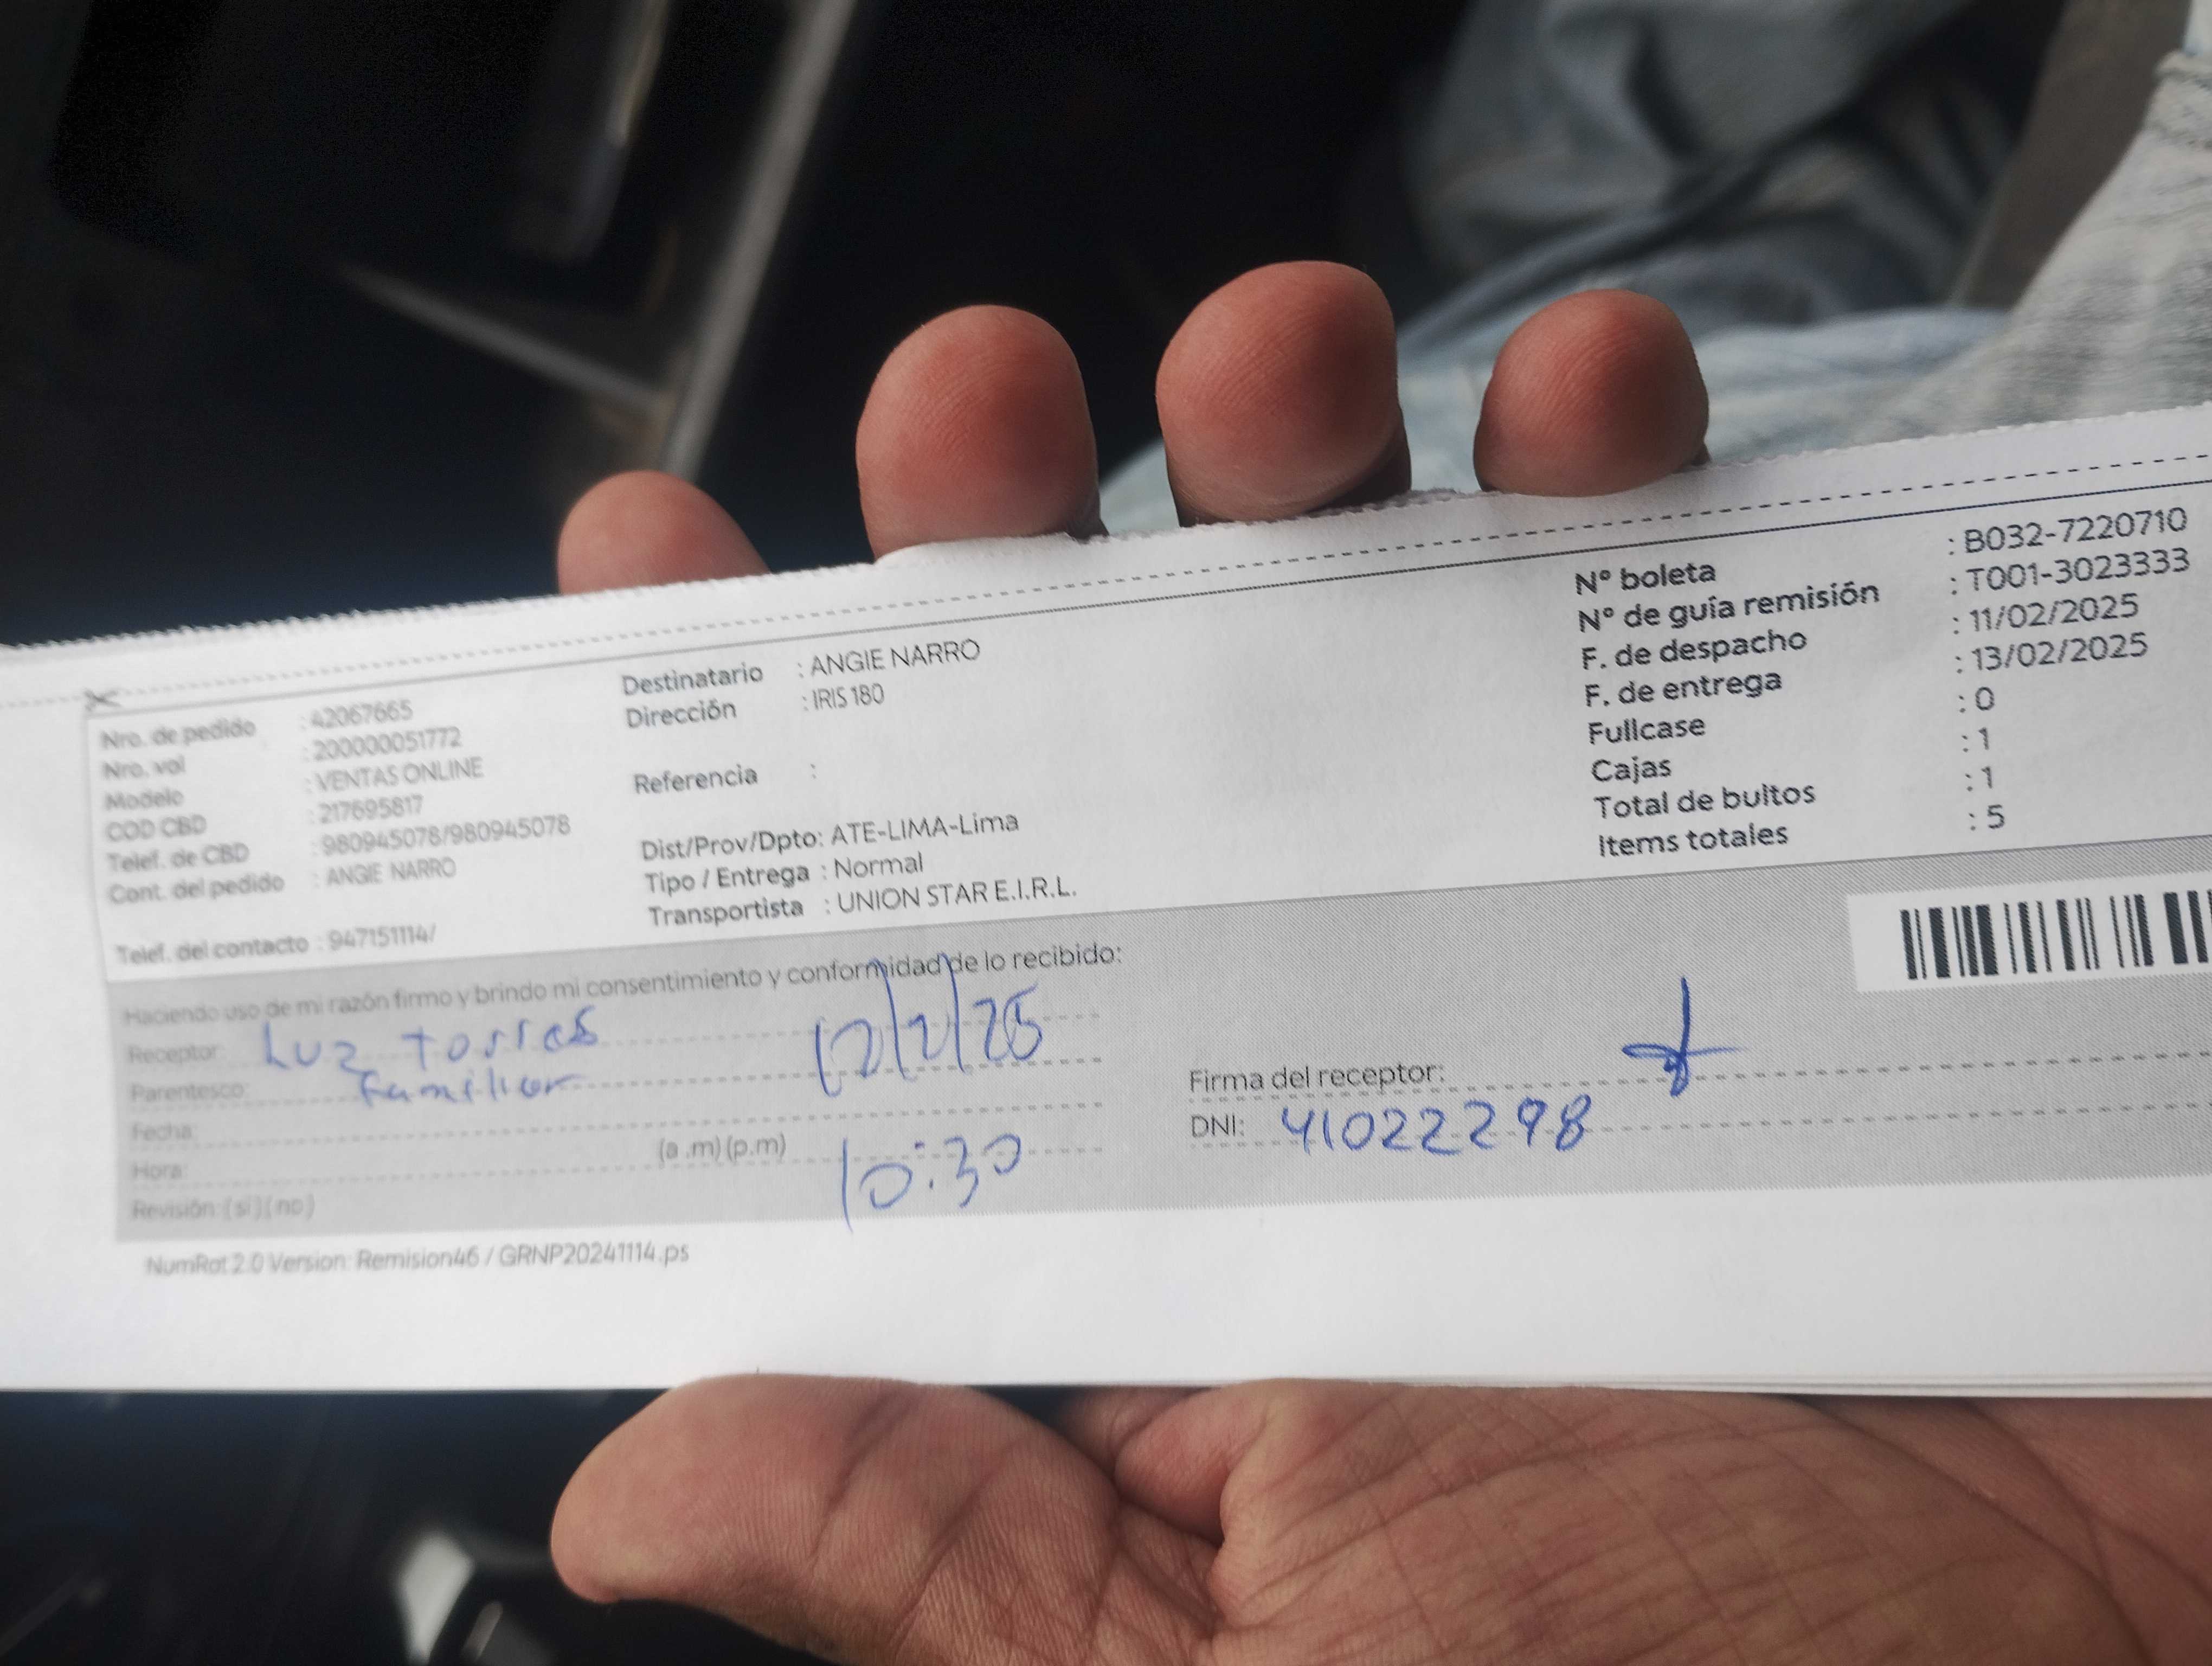 Nro. de pedido : 42067665
Nro. vol : 200000051772
Modelo : VENTAS ONLINE
COD CBD : 217695817
Telef. de CBD : 980945078/980945078
Cont. del pedido : ANGIE NARRO
Telef. del contacto : 947151114/
Destinatario : ANGIE NARRO
Dirección : IRIS 180
Referencia :
Dist/Prov/Dpto: ATE-LIMA-Lima
Tipo / Entrega : Normal
Transportista : UNION STAR E.I.R.L.
Nº boleta : B032-7220710
Nº de guía remisión : T001-3023333
F. de despacho : 11/02/2025
F. de entrega : 13/02/2025
Fullcase : 0
Cajas : 1
Total de bultos : 1
Items totales : 5
Haciendo uso de mi razón firmo y brindo mi consentimiento y conformidad de lo recibido:
Receptor: Luz Torres
Parentesco: Familiar
Fecha: 12/2/25
Hora: (a .m) (p.m) 10:30
Revisión: (si) (no)
Firma del receptor:
DNI: 41022298
NumRot 2.0 Version: Remision46 / GRNP20241114.ps